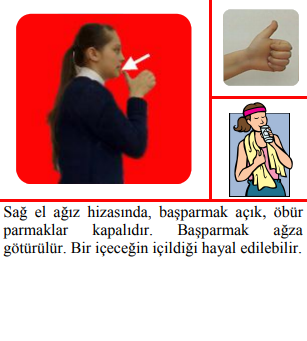 Sağ el ağız hizasında, başparmak açık, öbür
parmaklar kapalıdır. Başparmak ağza
götürülür. Bir içeceğin içildiği hayal edilebilir.